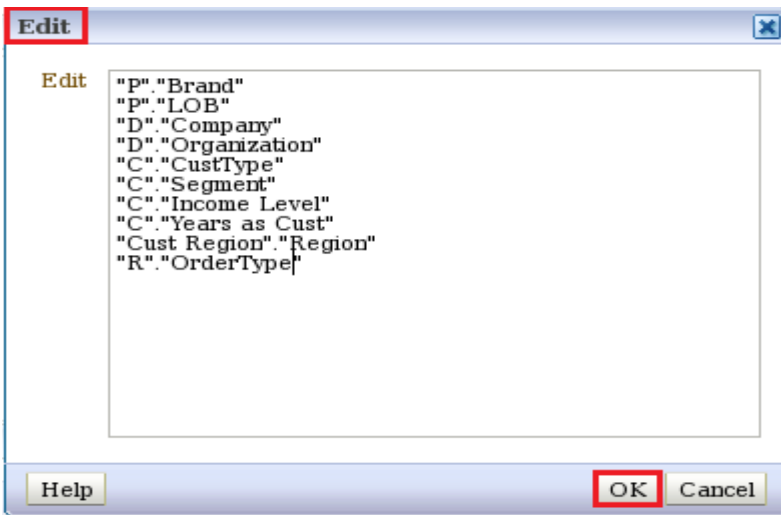 Edit
Edit
"P"."Brand"
"P"."LOB"
"D"."Company"
"D"."Organization"
"C"."CustType"
"C"."Segment"
"C"."Income Level"
"C"."Years as Cust"
"Cust Region"."Region"
"R"."OrderType"
Help
OK
Cancel